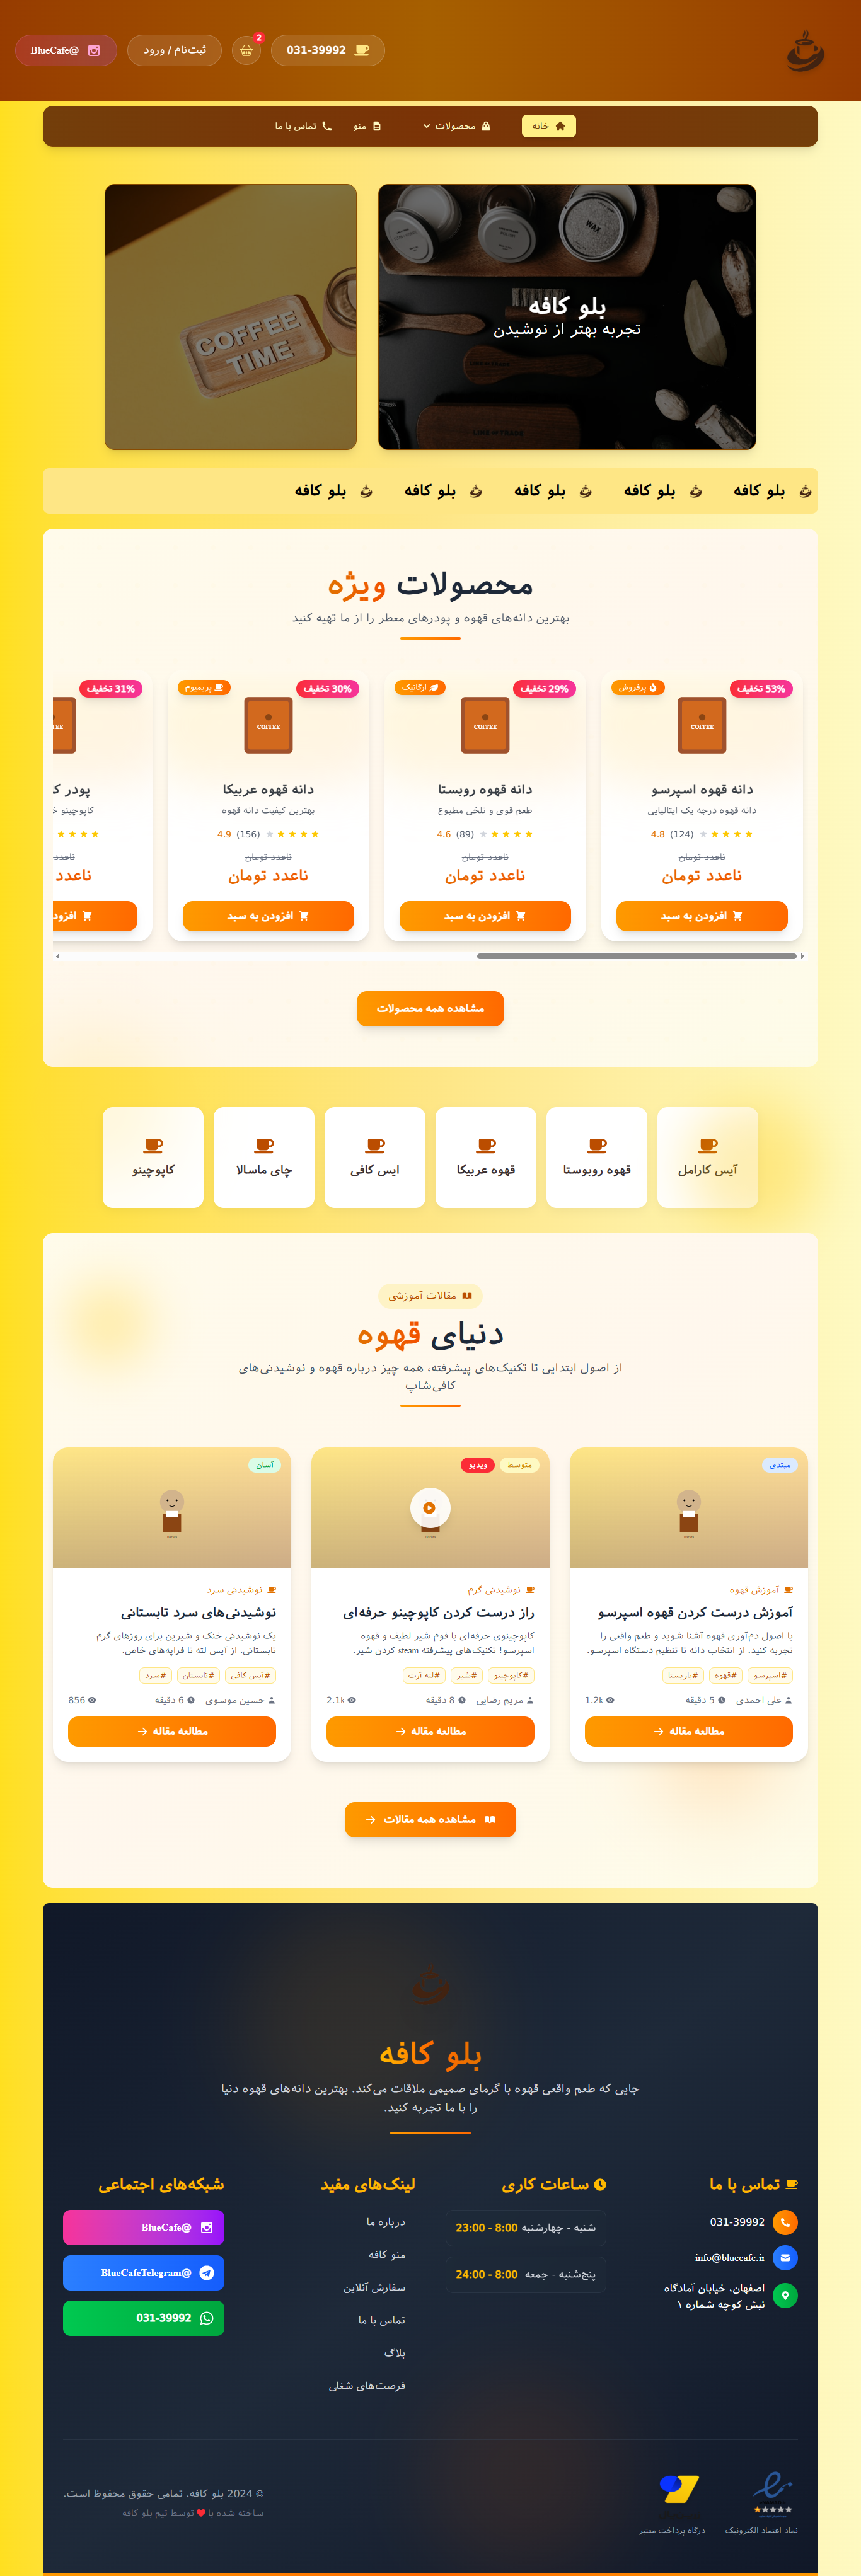 031-39992
2
ثبت‌نام / ورود
@BlueCafe
خانه
محصولات
منو
تماس با ما
WAX
بلو کافه
تجربه بهتر از نوشیدن
COFFEE
TIME
بلو کافه
بلو کافه
بلو کافه
بلو کافه
بلو کافه
محصولات ویژه
بهترین دانه‌های قهوه و پودرهای معطر را از ما تهیه کنید
53% تخفیف
پرفروش
COFFEE
دانه قهوه اسپرسو
دانه قهوه درجه یک ایتالیایی
(124) 4.8
ناعدد تومان
ناعدد تومان
افزودن به سبد
29% تخفیف
ارگانیک
COFFEE
دانه قهوه روبستا
طعم قوی و تلخی مطبوع
(89) 4.6
ناعدد تومان
ناعدد تومان
افزودن به سبد
30% تخفیف
پریمیوم
COFFEE
دانه قهوه عربیکا
بهترین کیفیت دانه قهوه
(156) 4.9
ناعدد تومان
ناعدد تومان
افزودن به سبد
31% تخفیف
پودر ک
کاپوچینو
مشاهده همه محصولات
آیس کارامل
قهوه روبوستا
قهوه عربیکا
ایس کافی
چای ماسالا
کاپوچینو
مقالات آموزشی
دنیای قهوه
از اصول ابتدایی تا تکنیک‌های پیشرفته، همه چیز درباره قهوه و نوشیدنی‌های
کافی‌شاپ
مبتدی
آموزش قهوه
آموزش درست کردن قهوه اسپرسو
با اصول دم‌آوری قهوه آشنا شوید و طعم واقعی را
تجربه کنید. از انتخاب دانه تا تنظیم دستگاه اسپرسو.
#اسپرسو #قهوه #باریستا
علی احمدی 5 دقیقه 1.2k
مطالعه مقاله
متوسط
ویدیو
نوشیدنی گرم
راز درست کردن کاپوچینو حرفه‌ای
کاپوچینوی حرفه‌ای با فوم شیر لطیف و قهوه
اسپرسو! تکنیک‌های پیشرفته steam کردن شیر.
#کاپوچینو #شیر #لته آرت
مریم رضایی 8 دقیقه 2.1k
مطالعه مقاله
آسان
نوشیدنی سرد
نوشیدنی‌های سرد تابستانی
یک نوشیدنی خنک و شیرین برای روزهای گرم
تابستانی. از آیس لته تا فراپه‌های خاص.
#آیس کافی #تابستان #سرد
حسین موسوی 6 دقیقه 856
مطالعه مقاله
مشاهده همه مقالات
بلو کافه
جایی که طعم واقعی قهوه با گرمای صمیمی ملاقات می‌کند. بهترین دانه‌های قهوه دنیا
را با ما تجربه کنید.
تماس با ما
031-39992
info@bluecafe.ir
اصفهان، خیابان آمادگاه
نبش کوچه شماره ۱
ساعات کاری
شنبه - چهارشنبه 8:00 - 23:00
پنج‌شنبه - جمعه 8:00 - 24:00
لینک‌های مفید
درباره ما
منو کافه
سفارش آنلاین
تماس با ما
بلاگ
فرصت‌های شغلی
شبکه‌های اجتماعی
@BlueCafe
@BlueCafeTelegram
031-39992
نماد اعتماد الکترونیک
درگاه پرداخت معتبر
© 2024 بلو کافه. تمامی حقوق محفوظ است.
ساخته شده با ❤ توسط تیم بلو کافه